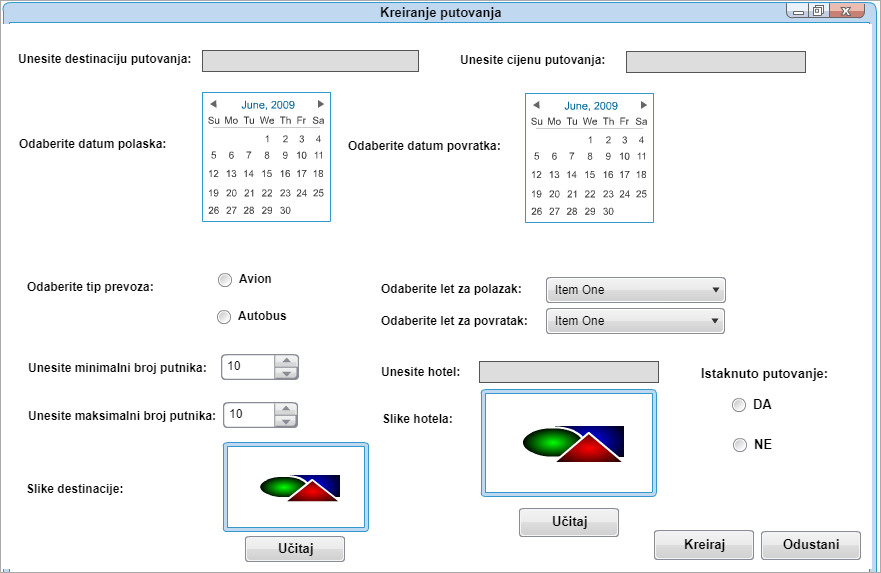 Kreiranje putovanja
Unesite destinaciju putovanja:
Unesite cijenu putovanja:
Odaberite datum polaska:
June, 2009
Su Mo Tu We Th Fr Sa
1 2 3 4
5 6 7 8 9 10 11
12 13 14 15 16 17 18
19 20 21 22 23 24 25
26 27 28 29 30
Odaberite datum povratka:
June, 2009
Su Mo Tu We Th Fr Sa
1 2 3 4
5 6 7 8 9 10 11
12 13 14 15 16 17 18
19 20 21 22 23 24 25
26 27 28 29 30
Odaberite tip prevoza:
Avion
Autobus
Odaberite let za polazak:
Item One
Odaberite let za povratak:
Item One
Unesite minimalni broj putnika:
10
Unesite hotel:
Istaknuto putovanje:
DA
NE
Unesite maksimalni broj putnika:
10
Slike hotela:
Slike destinacije:
Učitaj
Učitaj
Kreiraj
Odustani